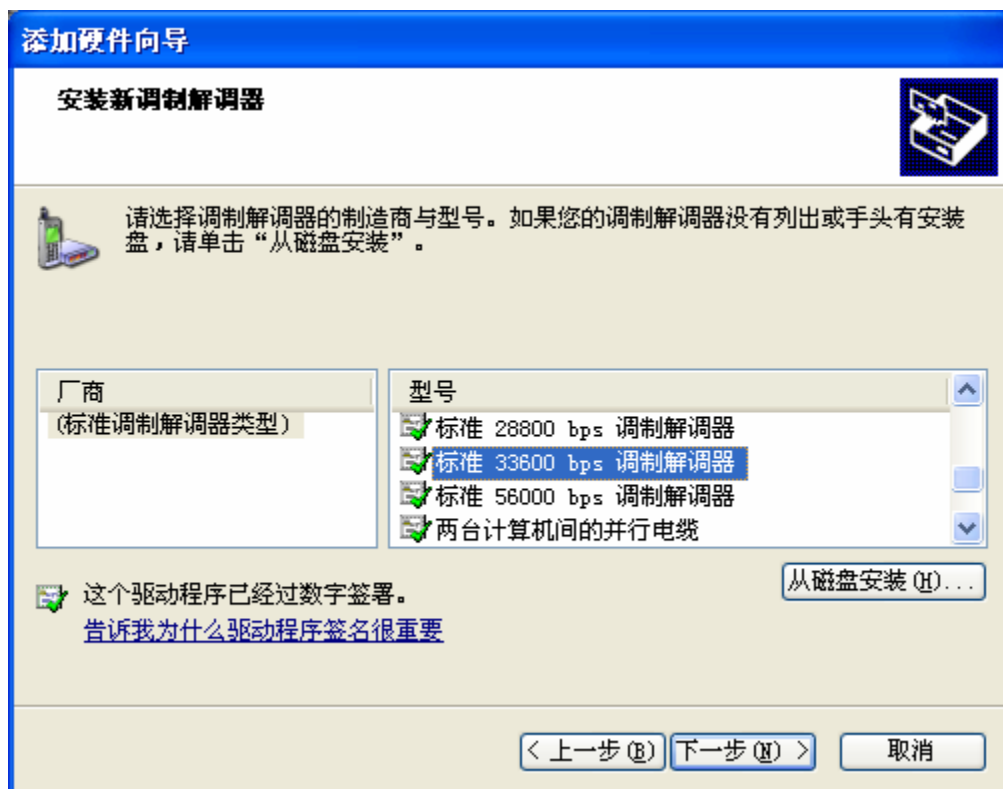 添加硬件向导
安装新调制解调器
请选择调制解调器的制造商与型号。如果您的调制解调器没有列出或手头有安装
盘，请单击“从磁盘安装”。
厂商
(标准调制解调器类型)
型号
标准 28800 bps 调制解调器
标准 33600 bps 调制解调器
标准 56000 bps 调制解调器
两台计算机间的并行电缆
这个驱动程序已经过数字签署。
告诉我为什么驱动程序签名很重要
从磁盘安装(H)...
< 上一步(B)
下一步(N) >
取消